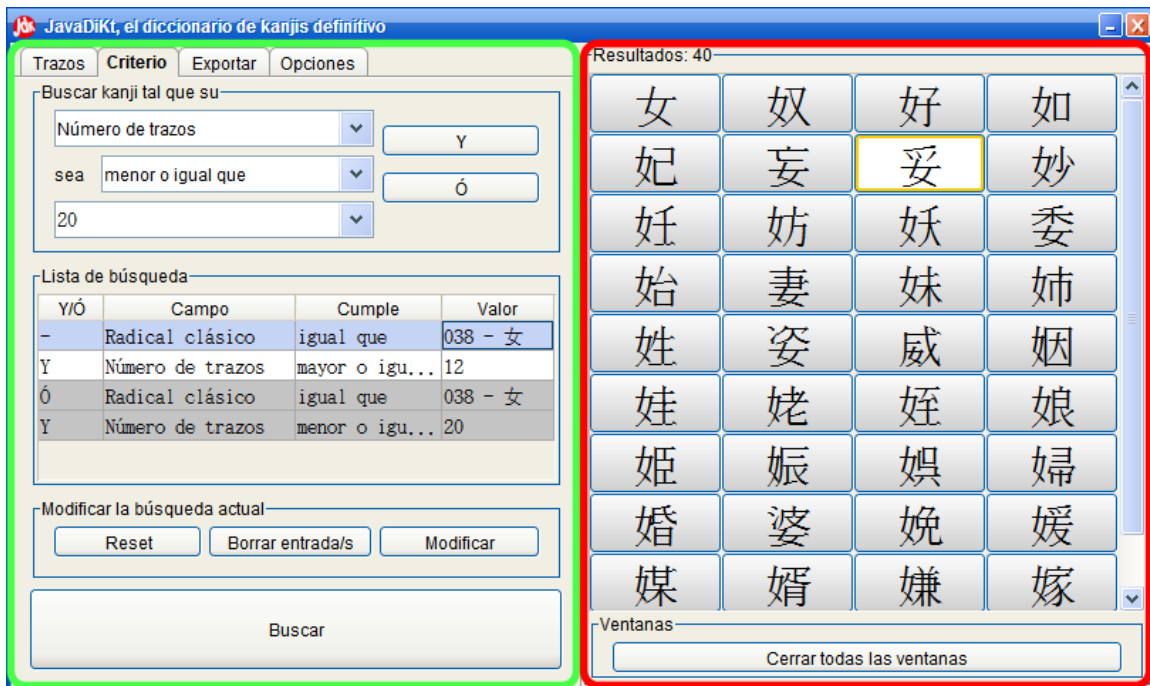 JavaDiKt, el diccionario de kanjis definitivo
Trazos Criterio Exportar Opciones
Buscar kanji tal que su
Número de trazos
Y
sea menor o igual que
Ó
20
Lista de búsqueda
Y/Ó Campo Cumple Valor
- Radical clásico igual que 038 - 女
Y Número de trazos mayor o igu... 12
Ó Radical clásico igual que 038 - 女
Y Número de trazos menor o igu... 20
Modificar la búsqueda actual
Reset Borrar entrada/s Modificar
Buscar
Resultados: 40
女 奴 好 如
妃 妄 妥 妙
妊 妨 妖 委
始 妻 妹 姉
姓 姿 威 姻
娃 姥 姪 娘
姫 娠 娯 婦
婚 婆 娩 媛
媒 婿 嫌 嫁
Ventanas
Cerrar todas las ventanas